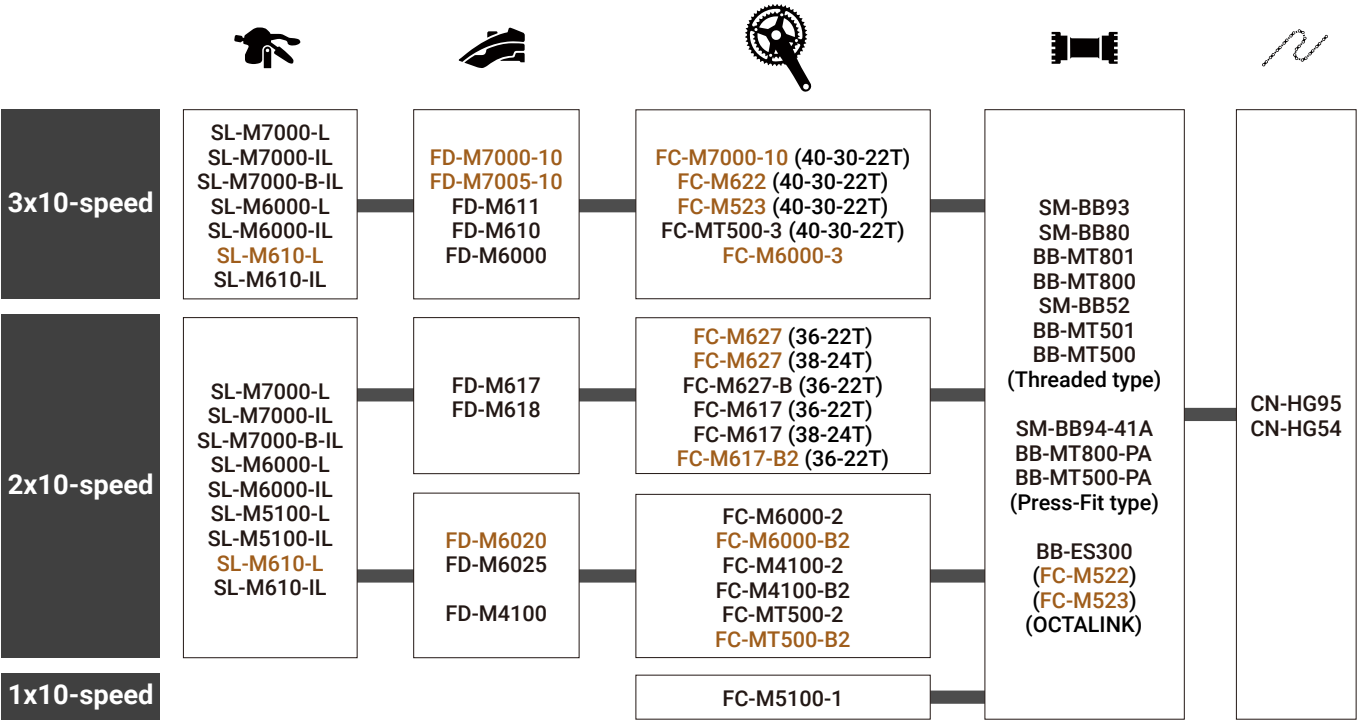 3x10-speed
SL-M7000-L
SL-M7000-IL
SL-M7000-B-IL
SL-M6000-L
SL-M6000-IL
SL-M610-L
SL-M610-IL
FD-M7000-10
FD-M7005-10
FD-M611
FD-M610
FD-M6000
FC-M7000-10 (40-30-22T)
FC-M622 (40-30-22T)
FC-M523 (40-30-22T)
FC-MT500-3 (40-30-22T)
FC-M6000-3
2x10-speed
SL-M7000-L
SL-M7000-IL
SL-M7000-B-IL
SL-M6000-L
SL-M6000-IL
SL-M5100-L
SL-M5100-IL
SL-M610-L
SL-M610-IL
FD-M617
FD-M618
FC-M627 (36-22T)
FC-M627 (38-24T)
FC-M627-B (36-22T)
FC-M617 (36-22T)
FC-M617 (38-24T)
FC-M617-B2 (36-22T)
FD-M6020
FD-M6025
FD-M4100
FC-M6000-2
FC-M6000-B2
FC-M4100-2
FC-M4100-B2
FC-MT500-2
FC-MT500-B2
1x10-speed
FC-M5100-1
SM-BB93
SM-BB80
BB-MT801
BB-MT800
SM-BB52
BB-MT501
BB-MT500
(Threaded type)
SM-BB94-41A
BB-MT800-PA
BB-MT500-PA
(Press-Fit type)
BB-ES300
(FC-M522)
(FC-M523)
(OCTALINK)
CN-HG95
CN-HG54